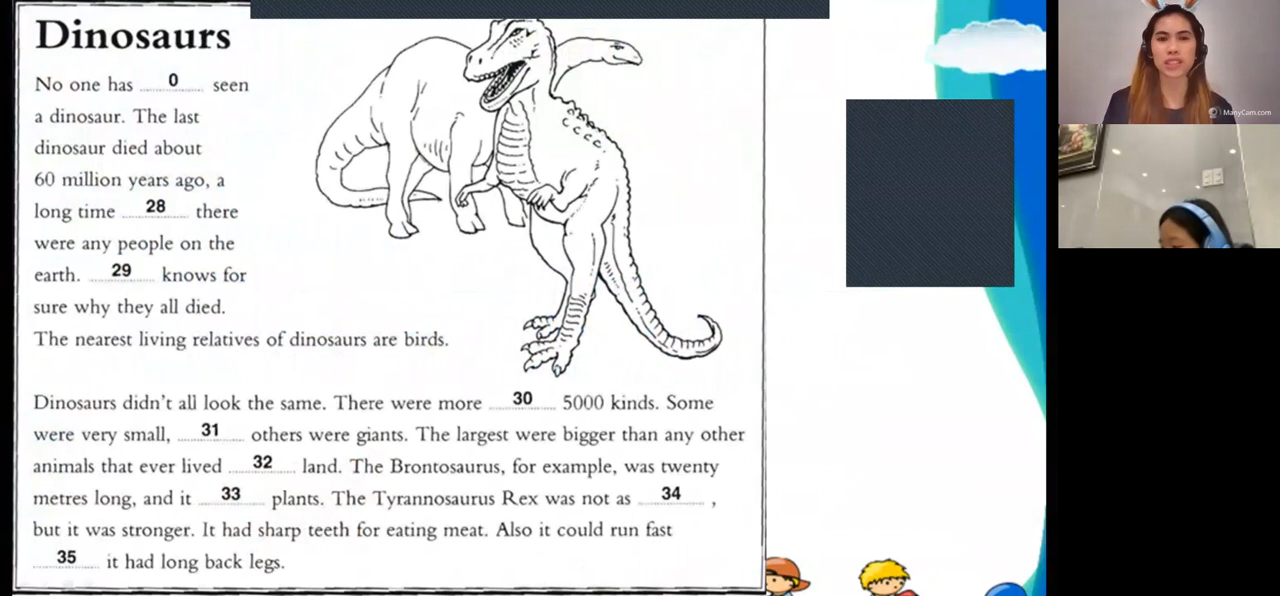 Dinosaurs
No one has 0 seen
a dinosaur. The last
dinosaur died about
60 million years ago, a
long time 28 there
were any people on the
earth. 29 knows for
sure why they all died.
The nearest living relatives of dinosaurs are birds.
Dinosaurs didn't all look the same. There were more 30 5000 kinds. Some
were very small, 31 others were giants. The largest were bigger than any other
animals that ever lived 32 land. The Brontosaurus, for example, was twenty
metres long, and it 33 plants. The Tyrannosaurus Rex was not as 34 ,
but it was stronger. It had sharp teeth for eating meat. Also it could run fast
35 it had long back legs.
ManyCam.com